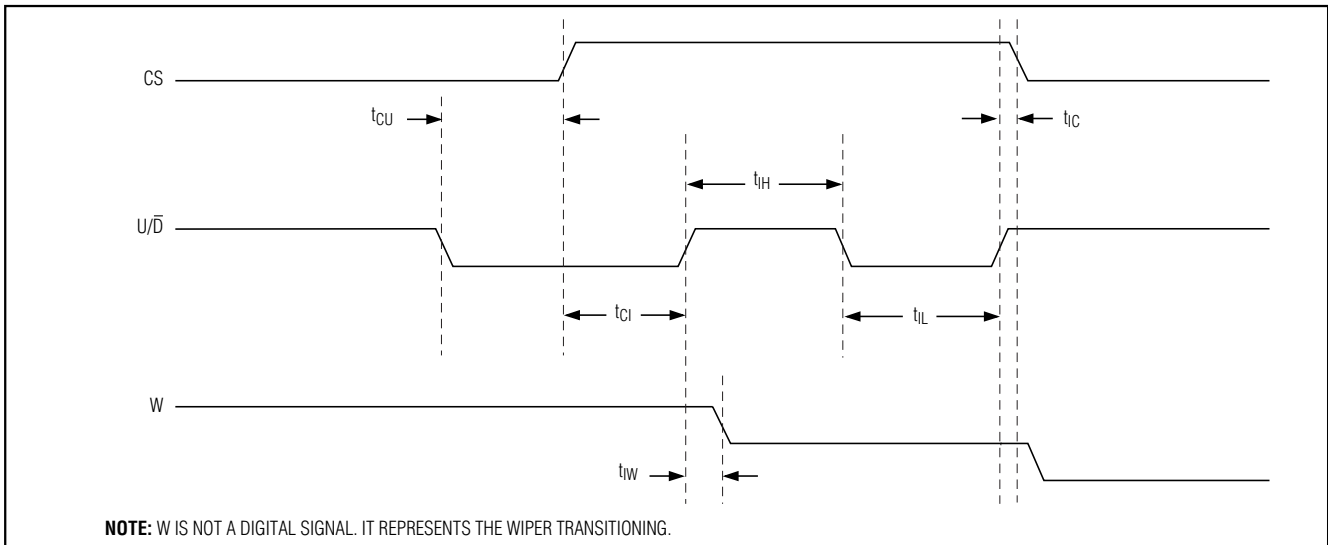 CS
tCU
tIC
tIH
U/D̅
tCI
tIL
W
tIW
NOTE: W IS NOT A DIGITAL SIGNAL. IT REPRESENTS THE WIPER TRANSITIONING.